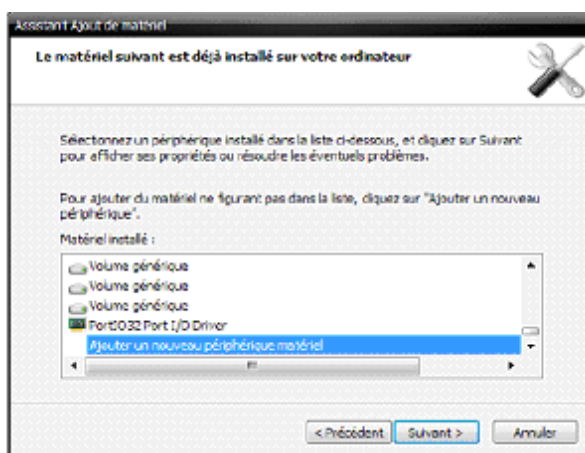 Assistant Ajout de matériel
Le matériel suivant est déjà installé sur votre ordinateur
Sélectionnez un périphérique installé dans la liste ci-dessous, et cliquez sur Suivant
pour afficher ses propriétés ou résoudre les éventuels problèmes.
Pour ajouter du matériel ne figurant pas dans la liste, cliquez sur "Ajouter un nouveau
périphérique".
Matériel installé :
Volume générique
Volume générique
Volume générique
PortIO32 Port I/O Driver
Ajouter un nouveau périphérique matériel
< Précédent
Suivant >
Annuler